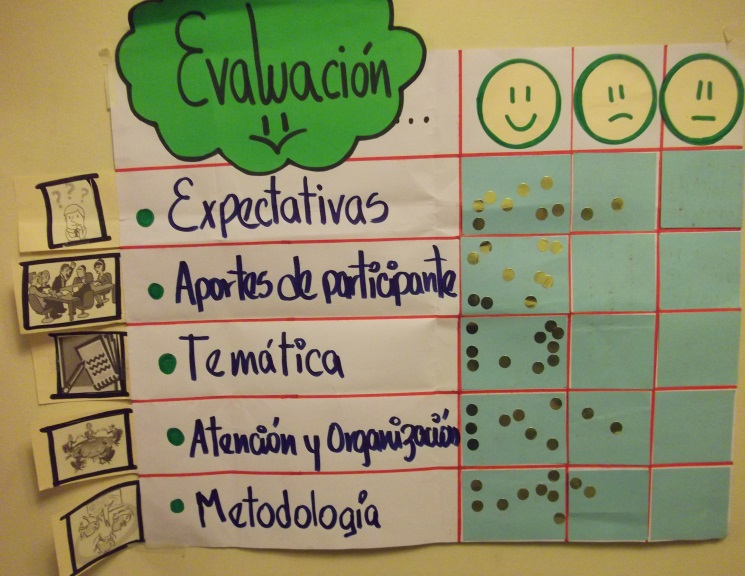 Evaluación
...
Expectativas
Aportes de participante
Temática
Atención y Organización
Metodología